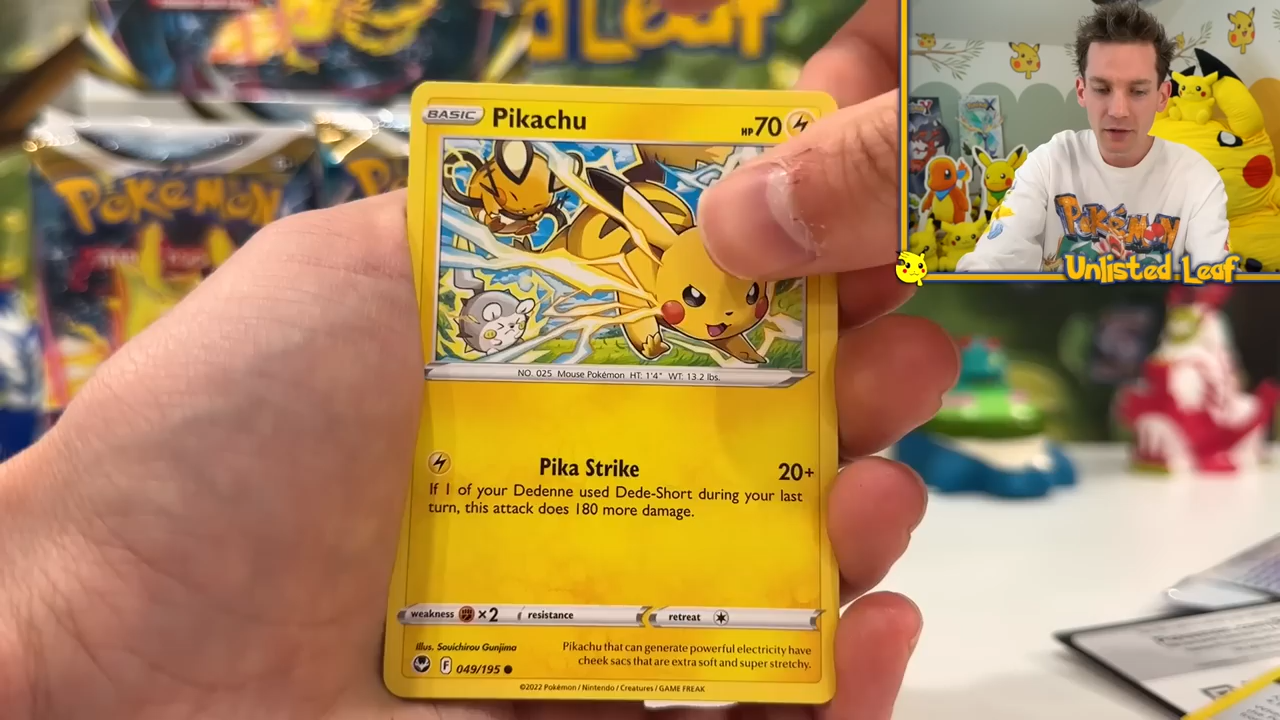 Unlisted Leaf
POKéMON
BASIC Pikachu HP 70
NO. 025 Mouse Pokémon HT: 1'4" WT: 13.2 lbs.
Pika Strike 20+
If 1 of your Dedenne used Dede-Short during your last
turn, this attack does 180 more damage.
weakness ×2 resistance retreat
Illus. Souichirou Gunjima
Pikachu that can generate powerful electricity have
cheek sacs that are extra soft and super stretchy.
F 049/195
©2022 Pokémon / Nintendo / Creatures / GAME FREAK
POKéMON
Unlisted Leaf